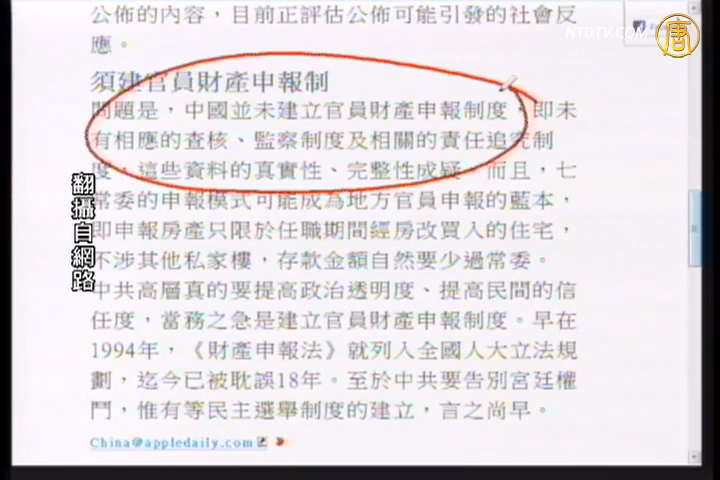 公佈的內容，目前正評估公佈可能引發的社會反
應。
須建官員財產申報制
問題是，中國並未建立官員財產申報制度，即未
有相應的查核、監察制度及相關的責任追究制
度，這些資料的真實性、完整性成疑。而且，七
常委的申報模式可能成為地方官員申報的藍本，
即申報房產只限於任職期間經房改買入的住宅，
不涉其他私家樓，存款金額自然要少過常委。
中共高層真的要提高政治透明度、提高民間的信
任度，當務之急是建立官員財產申報制度。早在
1994年，《財產申報法》就列入全國人大立法規
劃，迄今已被耽誤18年。至於中共要告別宮廷權
鬥，惟有等民主選舉制度的建立，言之尚早。
China@appledaily.com
翻攝自網路
NTDTV.COM
唐